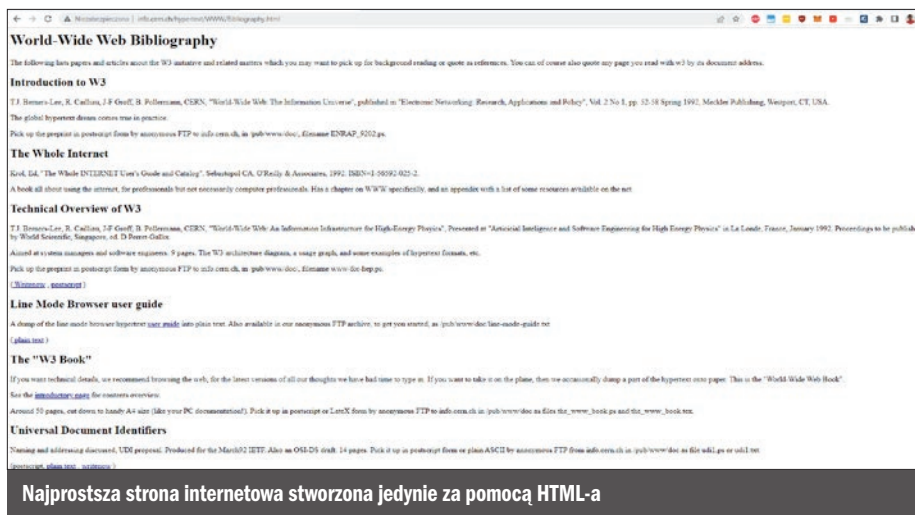 Niezabezpieczona | info.cern.ch/hypertext/WWW/Bibliography.html
World-Wide Web Bibliography
The following lists papers and articles about the W3 initiative and related matters which you may want to pick up for background reading or quote as references. You can of course also quote any page you read with w3 by its document address.
Introduction to W3
T.J. Berners-Lee, R. Cailliau, J-F Groff, B. Pollermann, CERN, "World-Wide Web: The Information Universe", published in "Electronic Networking: Research, Applications and Policy", Vol. 2 No 1, pp. 52-58 Spring 1992, Meckler Publishing, Westport, CT, USA.
The global hypertext dream comes true in practice.
Pick up the preprint in postscript form by anonymous FTP to info.cern.ch, in /pub/www/doc/, filename ENRAP_9202.ps.
The Whole Internet
Krol, Ed, "The Whole INTERNET User's Guide and Catalog". Sebastopol CA, O'Reilly & Associates, 1992. ISBN=1-56592-025-2.
A book all about using the internet, for professionals but not necessarily computer professionals. Has a chapter on WWW specifically, and an appendix with a list of some resources available on the net.
Technical Overview of W3
T.J. Berners-Lee, R. Cailliau, J-F Groff, B. Pollermann, CERN, "World-Wide Web: An Information Infrastructure for High-Energy Physics", Presented at "Artificial Intelligence and Software Engineering for High Energy Physics" in La Londe, France, January 1992. Proceedings to be publish
by World Scientific, Singapore, ed. D Perret-Gallix.
Aimed at system managers and software engineers. 9 pages. The W3 architecture diagram, a usage graph, and some examples of hypertext formats, etc.
Pick up the preprint in postscript form by anonymous FTP to info.cern.ch, in /pub/www/doc/, filename www-doc-hep.ps.
( Writenow , postscript )
Line Mode Browser user guide
A dump of the line mode browser hypertext user guide into plain text. Also available in our anonymous FTP archive, to get you started, as /pub/www/doc/line-mode-guide.txt
( plain text )
The "W3 Book"
If you want technical details, we recommend browsing the web, for the latest versions of all our thoughts we have had time to type in. If you want to take it on the plane, then we occasionally dump a part of the hypertext onto paper. This is the "World-Wide Web Book".
See the introductory page for contents overview.
Around 50 pages, cut down to handy A4 size (like your PC documentation!). Pick it up in postscript or LateX form by anonymous FTP to info.cern.ch in /pub/www/doc as files the_www_book.ps and the_www_book.tex.
Universal Document Identifiers
Naming and addressing discussed, UDI proposal. Produced for the March92 IETF. Also an OSI-DS draft. 14 pages. Pick it up in postscript form or plain ASCII by anonymous FTP from info.cern.ch in /pub/www/doc as file udi1.ps or udi1.txt
(postscript, plain text , writenow )
Najprostsza strona internetowa stworzona jedynie za pomocą HTML-a